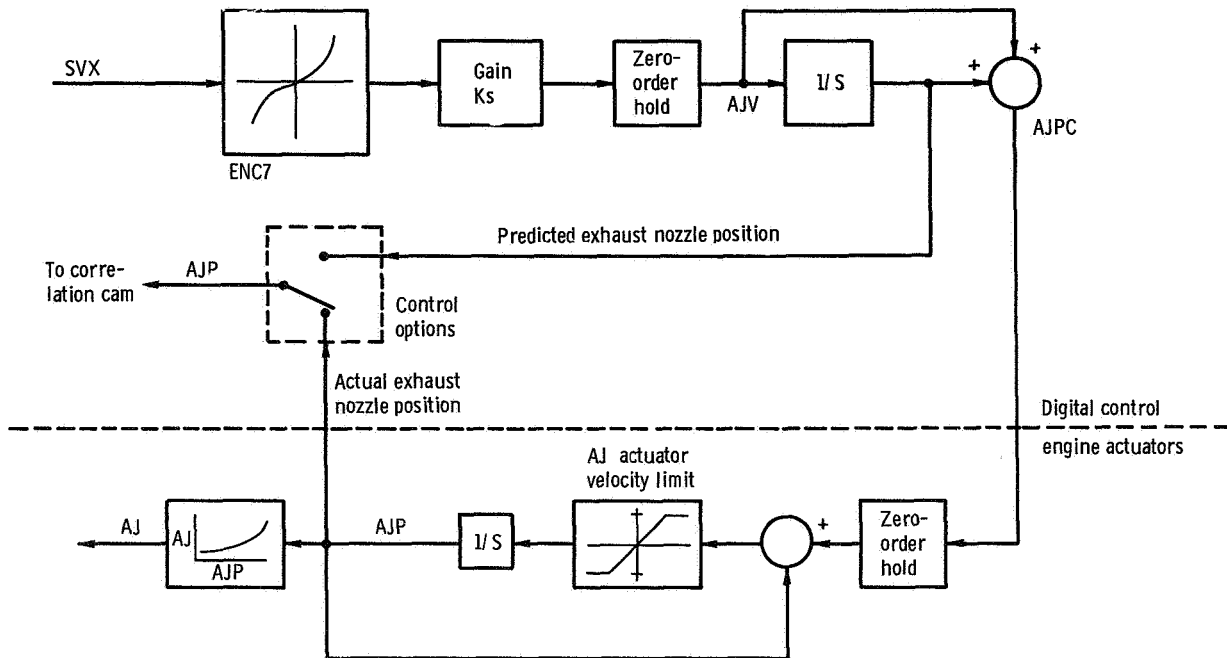 SVX
ENC7
Gain
Ks
Zero-
order
hold
AJV
1/S
+
+
AJPC
Predicted exhaust nozzle position
To corre-
lation cam
AJP
Control
options
Actual exhaust
nozzle position
Digital control
engine actuators
AJ actuator
velocity limit
AJ
AJ
AJP
AJP
1/S
+
+
+
Zero-
order
hold